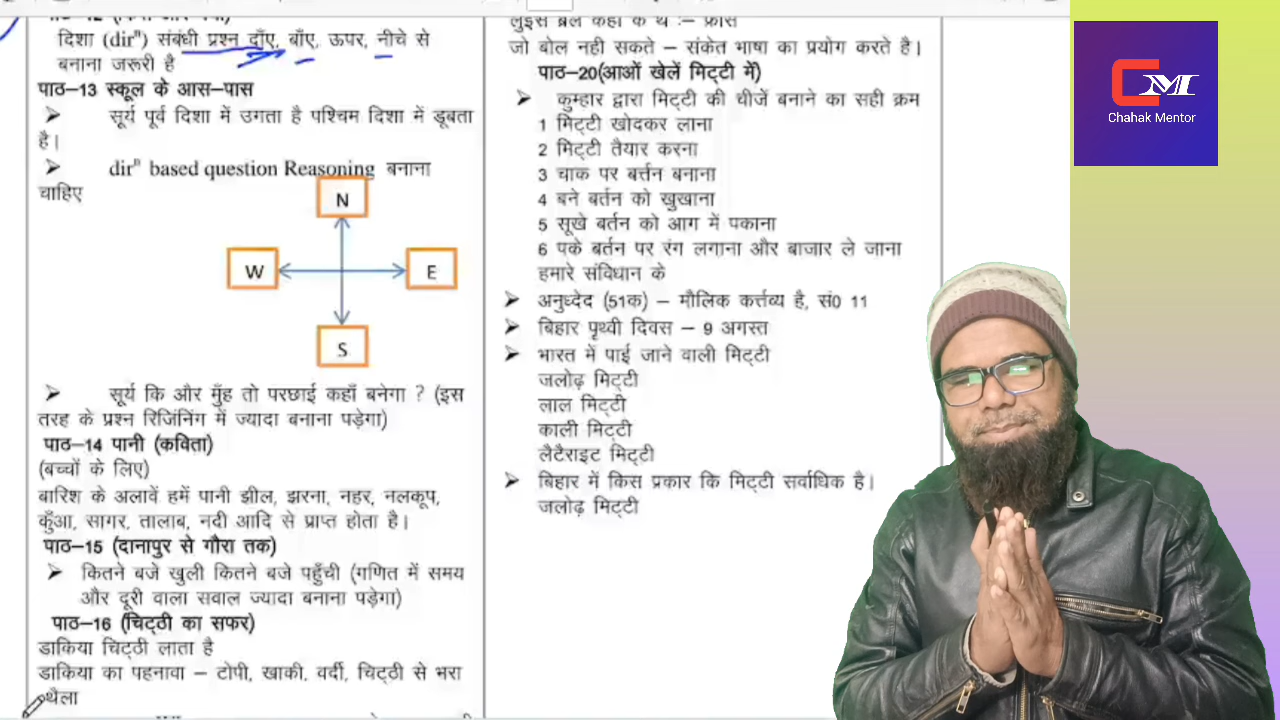 दिशा (dirⁿ) संबंधी प्रश्न दाँए, बाँए, ऊपर, नीचे से
बनाना जरूरी है
पाठ–13 स्कूल के आस–पास
➢ सूर्य पूर्व दिशा में उगता है पश्चिम दिशा में डूबता
है।
➢ dirⁿ based question Reasoning बनाना
चाहिए
N
W
E
S
➢ सूर्य कि और मुँह तो परछाई कहाँ बनेगा ? (इस
तरह के प्रश्न रिजिंनिंग में ज्यादा बनाना पड़ेगा)
पाठ–14 पानी (कविता)
(बच्चों के लिए)
बारिश के अलावें हमें पानी झील, झरना, नहर, नलकूप,
कुँआ, सागर, तालाब, नदी आदि से प्राप्त होता है।
पाठ–15 (दानापुर से गौरा तक)
➢ कितने बजे खुली कितने बजे पहुँची (गणित में समय
और दूरी वाला सवाल ज्यादा बनाना पड़ेगा)
पाठ–16 (चिट्ठी का सफर)
डाकिया चिट्ठी लाता है
डाकिया का पहनावा – टोपी, खाकी, वर्दी, चिट्ठी से भरा
थैला
लुइस ब्रेल कहाँ के थे :– फ्रांस
जो बोल नही सकते – संकेत भाषा का प्रयोग करते है।
पाठ–20(आओं खेलें मिट्टी में)
➢ कुम्हार द्वारा मिट्टी की चीजें बनाने का सही क्रम
1 मिट्टी खोदकर लाना
2 मिट्टी तैयार करना
3 चाक पर बर्त्तन बनाना
4 बने बर्तन को खुखाना
5 सूखे बर्तन को आग में पकाना
6 पके बर्तन पर रंग लगाना और बाजार ले जाना
हमारे संविधान के
➢ अनुध्देद (51क) – मौलिक कर्त्तव्य है, सं0 11
➢ बिहार पृथ्वी दिवस – 9 अगस्त
➢ भारत में पाई जाने वाली मिट्टी
जलोढ़ मिट्टी
लाल मिट्टी
काली मिट्टी
लैटैराइट मिट्टी
➢ बिहार में किस प्रकार कि मिट्टी सर्वाधिक है।
जलोढ़ मिट्टी
CM
Chahak Mentor